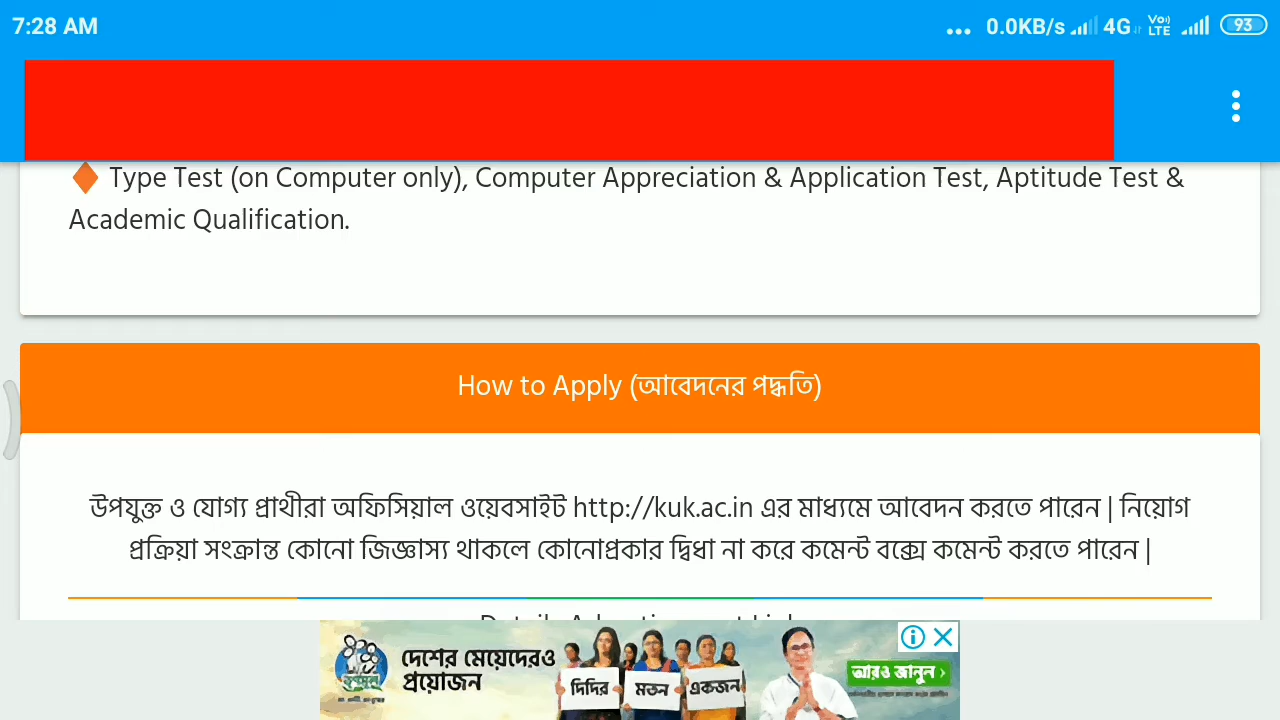 7:28 AM
... 0.0KB/s 4G Vo)) LTE 93
Type Test (on Computer only), Computer Appreciation & Application Test, Aptitude Test &
Academic Qualification.
How to Apply (আবেদনের পদ্ধতি)
উপযুক্ত ও যোগ্য প্রার্থীরা অফিসিয়াল ওয়েবসাইট http://kuk.ac.in এর মাধ্যমে আবেদন করতে পারেন | নিয়োগ
প্রক্রিয়া সংক্রান্ত কোনো জিজ্ঞাস্য থাকলে কোনোপ্রকার দ্বিধা না করে কমেন্ট বক্সে কমেন্ট করতে পারেন |
দেশের মেয়েদেরও
প্রয়োজন
দিদির মতন একজন
আরও জানুন ›